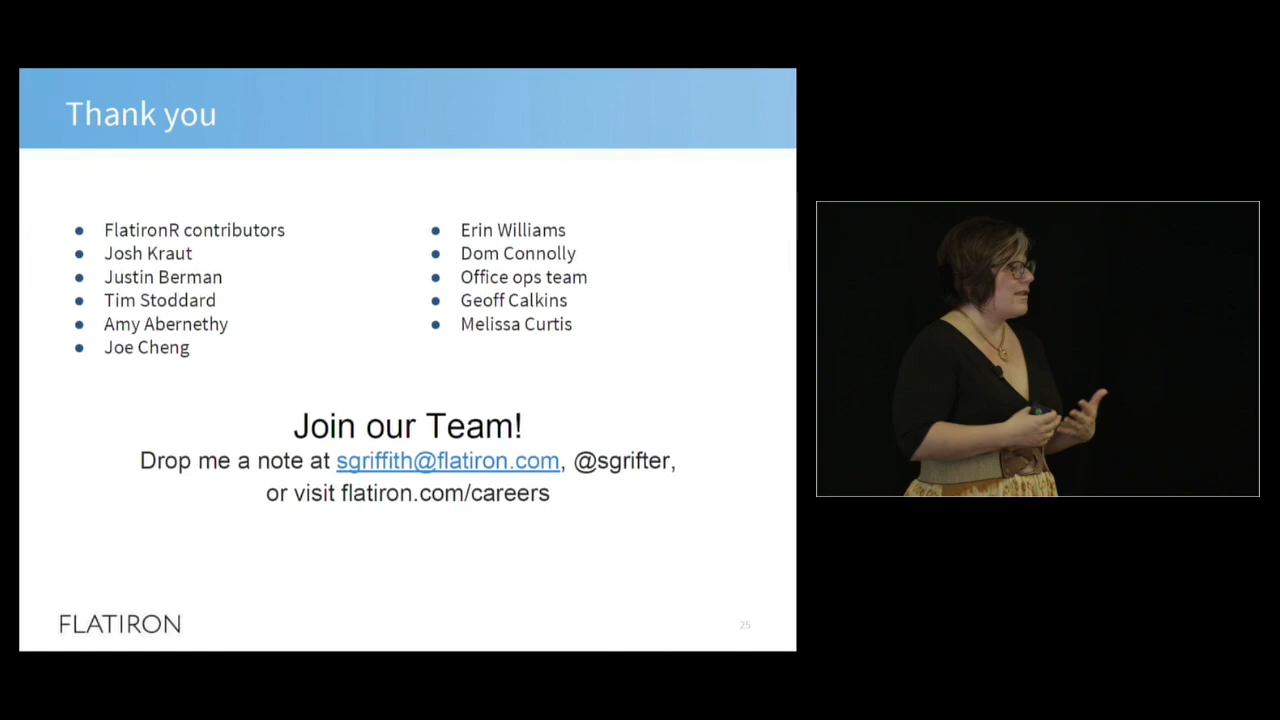 Thank you
FlatironR contributors
Josh Kraut
Justin Berman
Tim Stoddard
Amy Abernethy
Joe Cheng
Erin Williams
Dom Connolly
Office ops team
Geoff Calkins
Melissa Curtis
Join our Team!
Drop me a note at sgriffith@flatiron.com, @sgrifter,
or visit flatiron.com/careers
FLATIRON
25